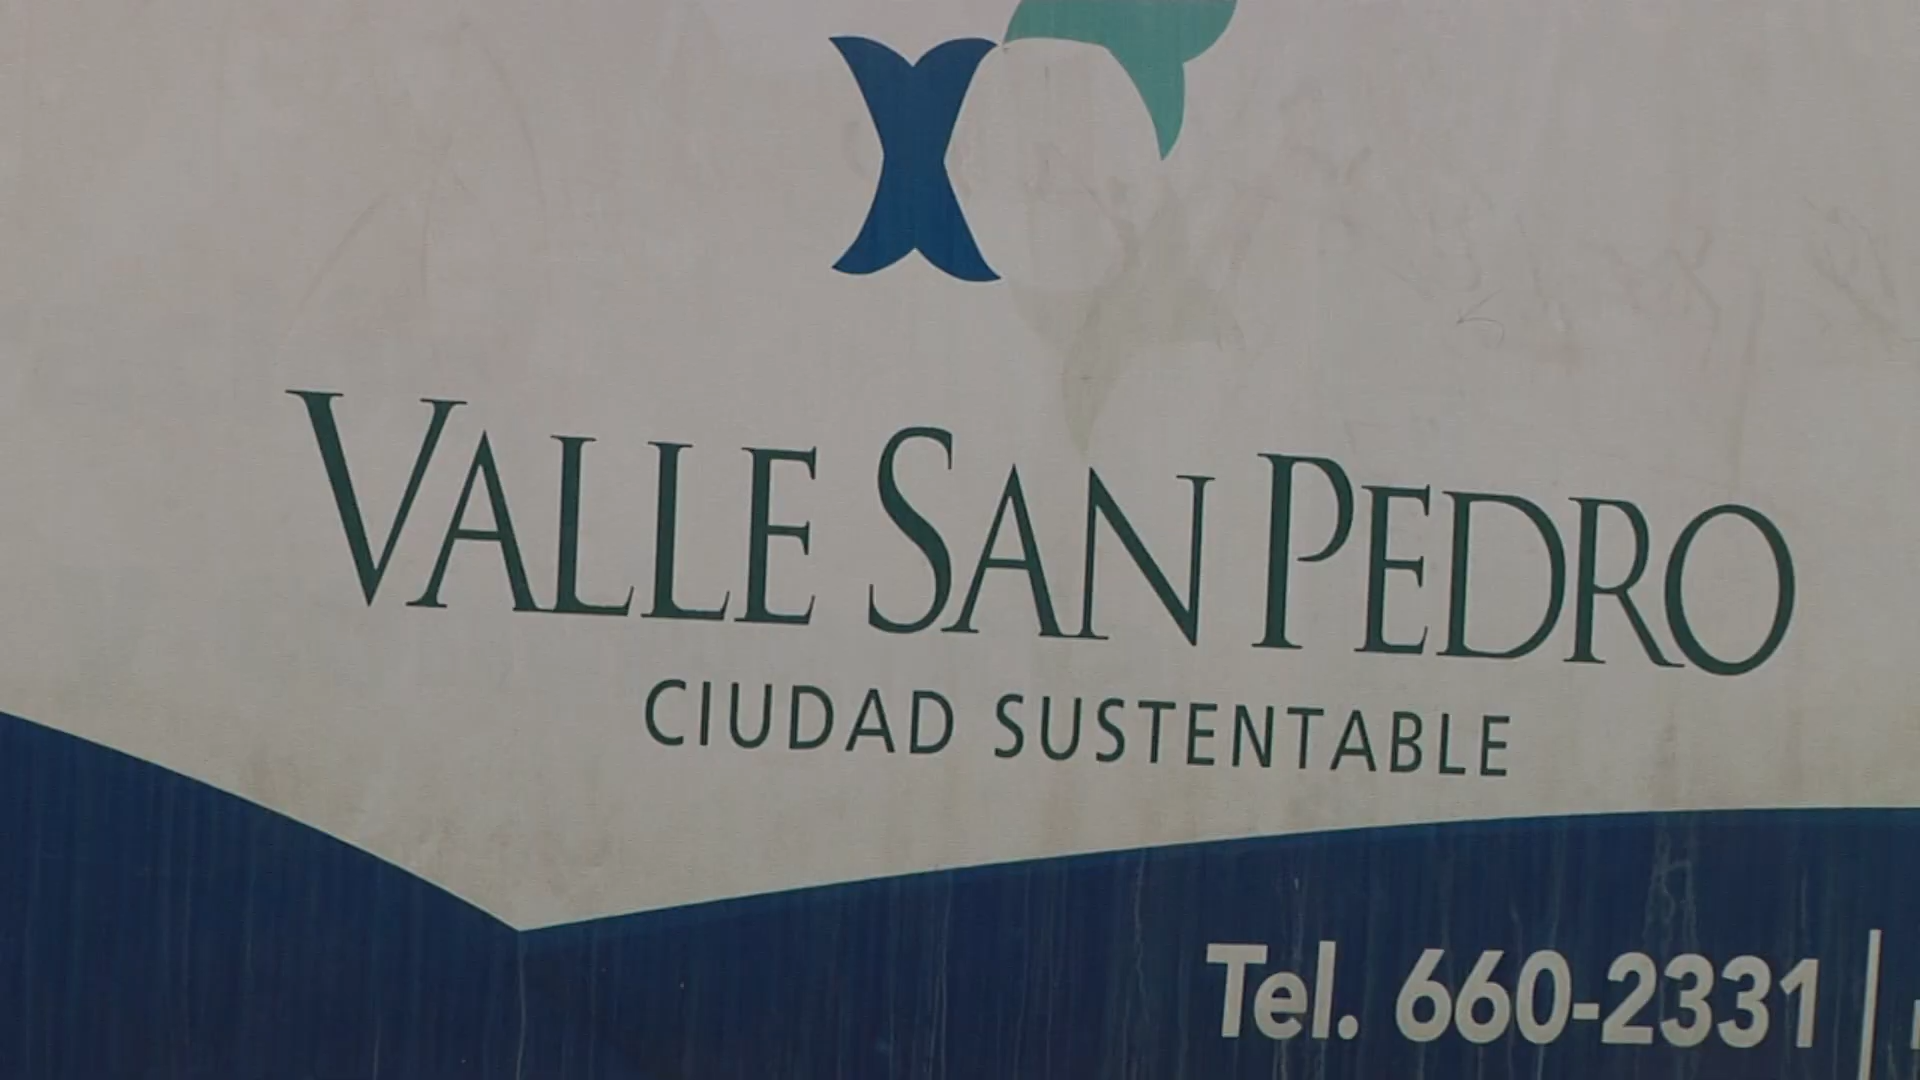 VALLE SAN PEDRO
CIUDAD SUSTENTABLE
Tel. 660-2331 |